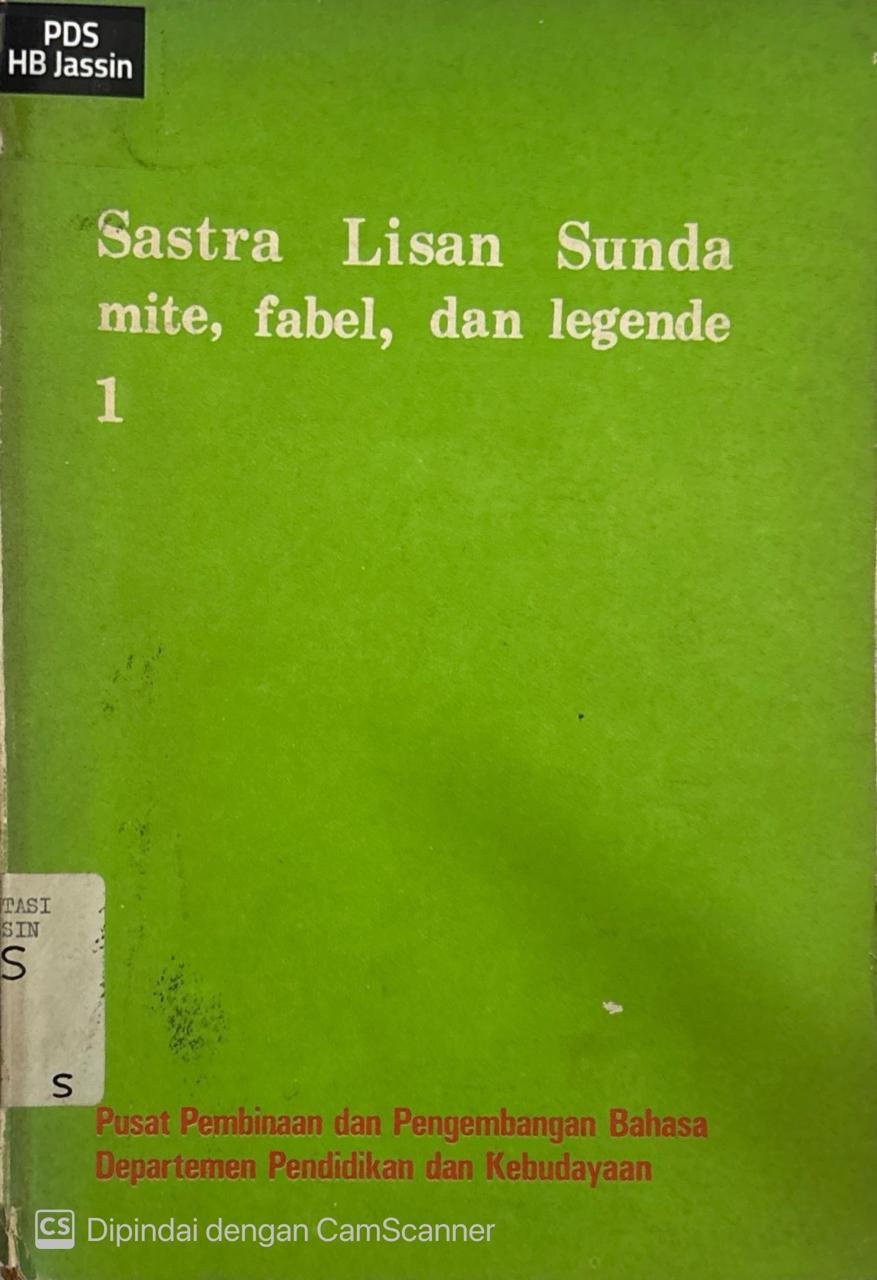 PDS
HB Jassin
Sastra Lisan Sunda
mite, fabel, dan legende
1
TASI
SIN
S
S
Pusat Pembinaan dan Pengembangan Bahasa
Departemen Pendidikan dan Kebudayaan
CS Dipindai dengan CamScanner